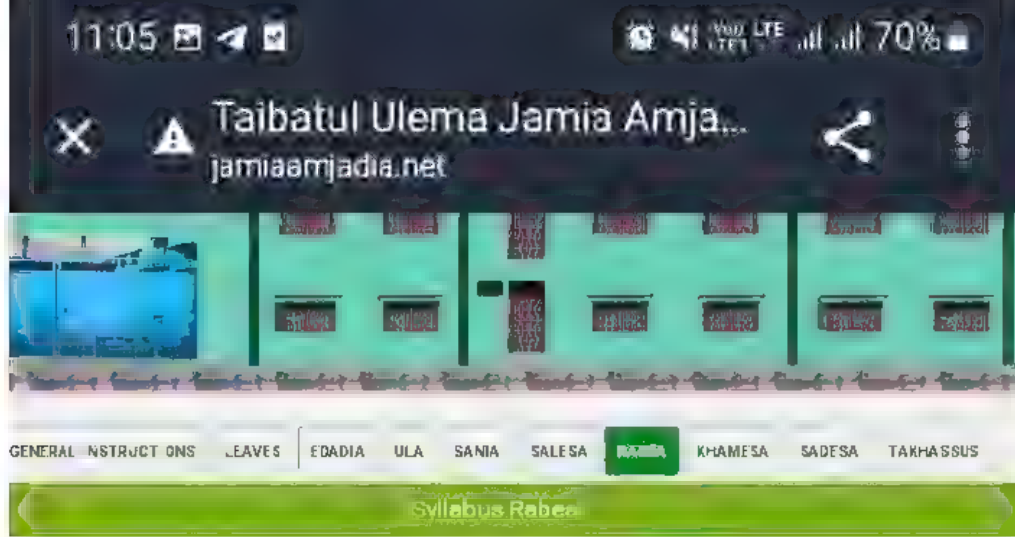 11:05 LTE 70%
Taibatul Ulema Jamia Amja...
jamiaamjadia.net
GENERAL INSTRUCTIONS LEAVES EDADIA ULA SANIA SALESA KHAMESA SADESA TAKHASSUS
Syllabus Rabea